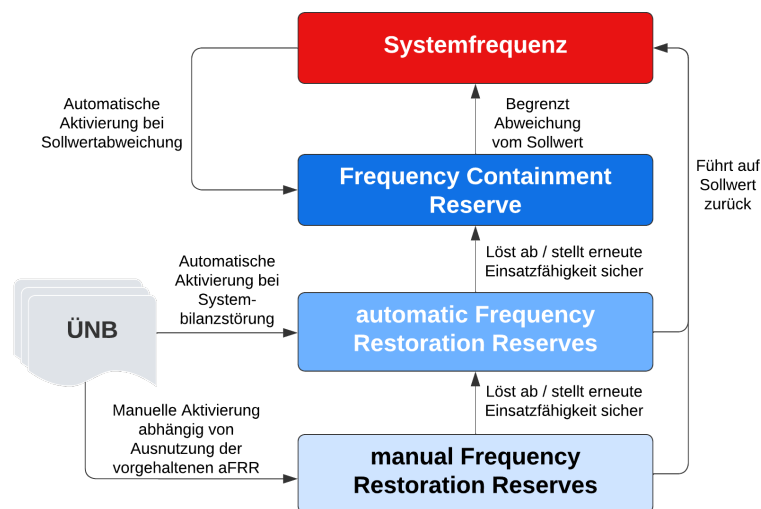 Systemfrequenz
Automatische
Aktivierung bei
Sollwertabweichung
Begrenzt
Abweichung
vom Sollwert
Führt auf
Sollwert
zurück
Frequency Containment
Reserve
Automatische
Aktivierung bei
System-
bilanzstörung
Löst ab / stellt erneute
Einsatzfähigkeit sicher
ÜNB
automatic Frequency
Restoration Reserves
Manuelle Aktivierung
abhängig von
Ausnutzung der
vorgehaltenen aFRR
Löst ab / stellt erneute
Einsatzfähigkeit sicher
manual Frequency
Restoration Reserves